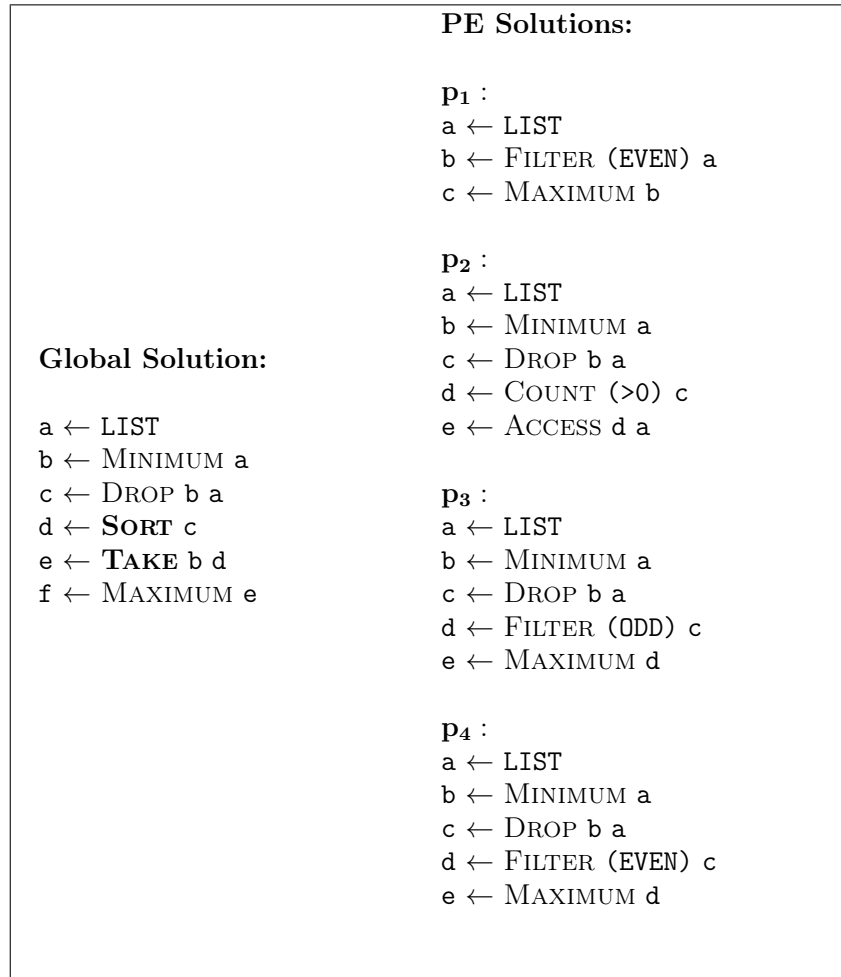 Global Solution:
a ← LIST
b ← MINIMUM a
c ← DROP b a
d ← SORT c
e ← TAKE b d
f ← MAXIMUM e
PE Solutions:
p₁ :
a ← LIST
b ← FILTER (EVEN) a
c ← MAXIMUM b
p₂ :
a ← LIST
b ← MINIMUM a
c ← DROP b a
d ← COUNT (>0) c
e ← ACCESS d a
p₃ :
a ← LIST
b ← MINIMUM a
c ← DROP b a
d ← FILTER (ODD) c
e ← MAXIMUM d
p₄ :
a ← LIST
b ← MINIMUM a
c ← DROP b a
d ← FILTER (EVEN) c
e ← MAXIMUM d